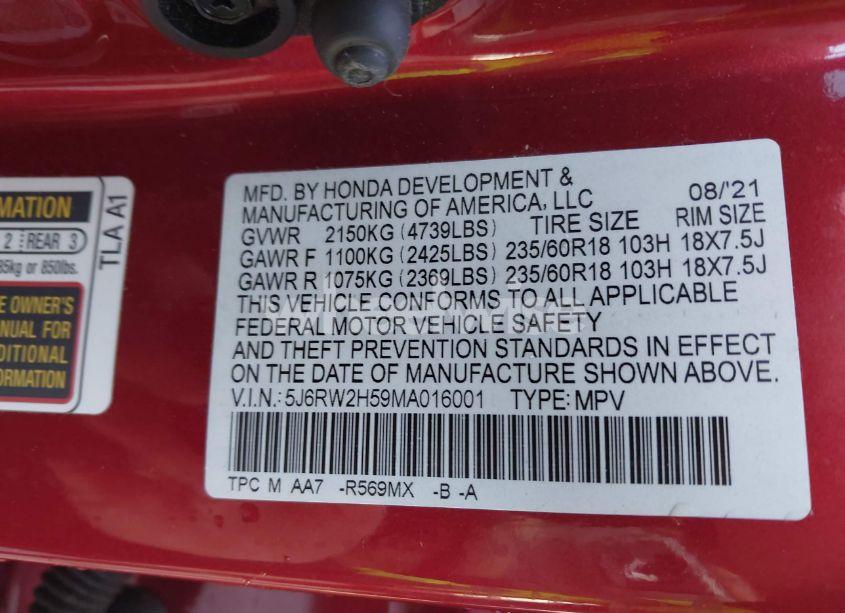 MATION
2 REAR 3
85kg or 850lbs.
E OWNER'S
NUAL FOR
DITIONAL
ORMATION
TLA A1
MFD. BY HONDA DEVELOPMENT &
MANUFACTURING OF AMERICA, LLC 08/'21
GVWR 2150KG (4739LBS) TIRE SIZE RIM SIZE
GAWR F 1100KG (2425LBS) 235/60R18 103H 18X7.5J
GAWR R 1075KG (2369LBS) 235/60R18 103H 18X7.5J
THIS VEHICLE CONFORMS TO ALL APPLICABLE
FEDERAL MOTOR VEHICLE SAFETY
AND THEFT PREVENTION STANDARDS IN EFFECT
ON THE DATE OF MANUFACTURE SHOWN ABOVE.
V.I.N.: 5J6RW2H59MA016001 TYPE: MPV
TPC M AA7 -R569MX -B -A